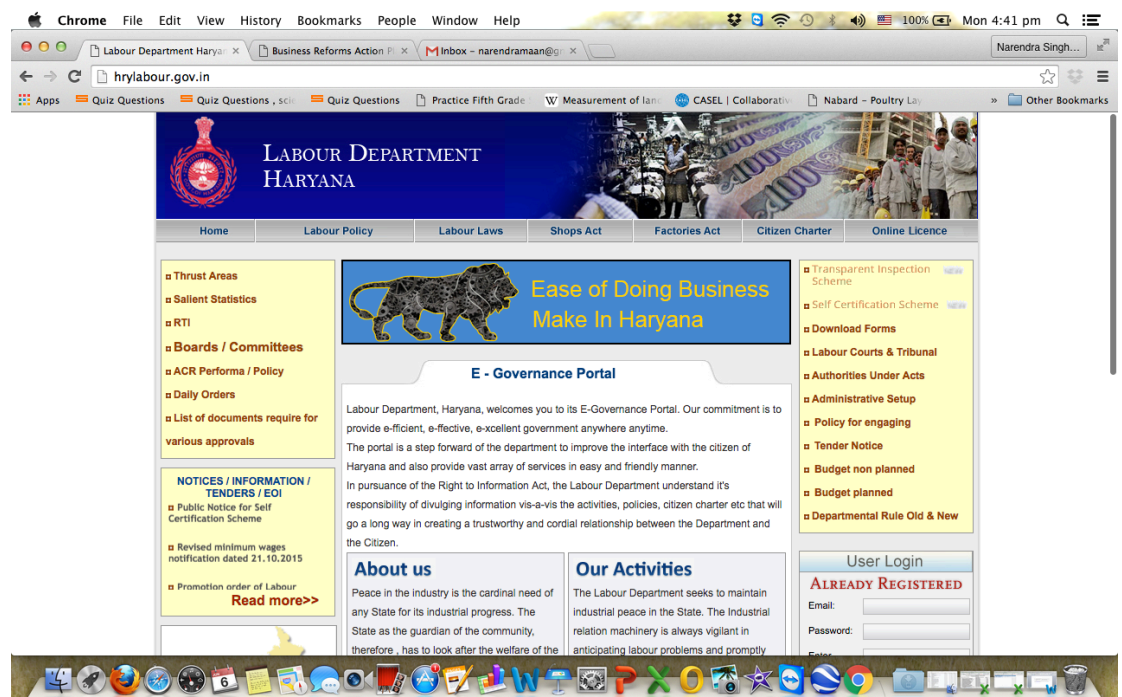 Chrome File Edit View History Bookmarks People Window Help 100% Mon 4:41 pm
Labour Department Haryan × Business Reforms Action Pl × Inbox – narendramaan@gm × Narendra Singh...
hrylabour.gov.in
Apps Quiz Questions Quiz Questions , scie Quiz Questions Practice Fifth Grade Measurement of land CASEL | Collaborativ Nabard – Poultry Lay » Other Bookmarks
LABOUR DEPARTMENT
HARYANA
Home Labour Policy Labour Laws Shops Act Factories Act Citizen Charter Online Licence
Thrust Areas
Salient Statistics
RTI
Boards / Committees
ACR Performa / Policy
Daily Orders
List of documents require for
various approvals
NOTICES / INFORMATION /
TENDERS / EOI
Public Notice for Self
Certification Scheme
Revised minimum wages
notification dated 21.10.2015
Promotion order of Labour
Read more>>
Ease of Doing Business
Make In Haryana
E - Governance Portal
Labour Department, Haryana, welcomes you to its E-Governance Portal. Our commitment is to
provide e-fficient, e-ffective, e-xcellent government anywhere anytime.
The portal is a step forward of the department to improve the interface with the citizen of
Haryana and also provide vast array of services in easy and friendly manner.
In pursuance of the Right to Information Act, the Labour Department understand it's
responsibility of divulging information vis-a-vis the activities, policies, citizen charter etc that will
go a long way in creating a trustworthy and cordial relationship between the Department and
the Citizen.
About us
Peace in the industry is the cardinal need of
any State for its industrial progress. The
State as the guardian of the community,
therefore , has to look after the welfare of the
Our Activities
The Labour Department seeks to maintain
industrial peace in the State. The Industrial
relation machinery is always vigilant in
anticipating labour problems and promptly
Transparent Inspection NEW
Scheme
Self Certification Scheme NEW
Download Forms
Labour Courts & Tribunal
Authorities Under Acts
Administrative Setup
Policy for engaging
Tender Notice
Budget non planned
Budget planned
Departmental Rule Old & New
User Login
ALREADY REGISTERED
Email:
Password:
Enter